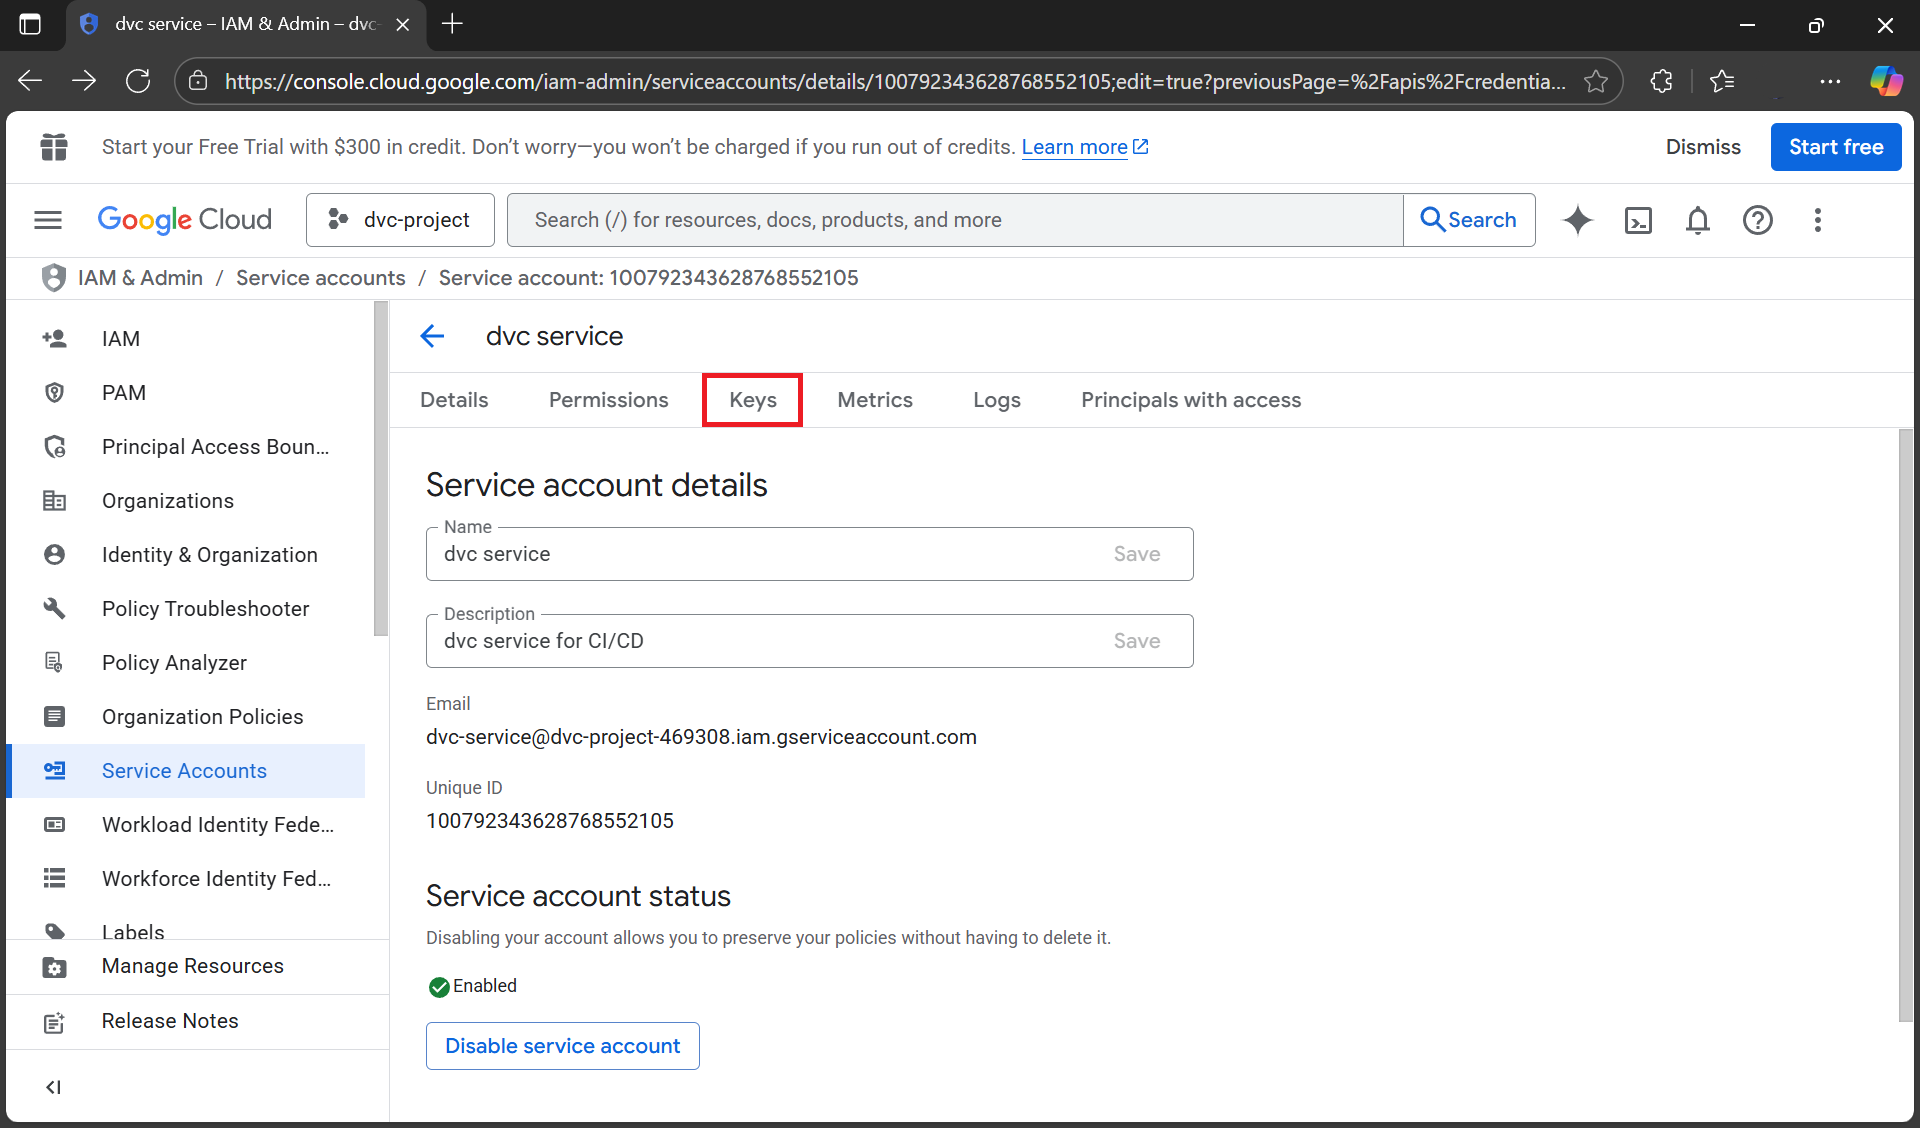 dvc service – IAM & Admin – dvc-
https://console.cloud.google.com/iam-admin/serviceaccounts/details/100792343628768552105;edit=true?previousPage=%2Fapis%2Fcredentia...
Start your Free Trial with $300 in credit. Don’t worry—you won’t be charged if you run out of credits. Learn more
Dismiss
Start free
Google Cloud
dvc-project
Search (/) for resources, docs, products, and more
Search
IAM & Admin / Service accounts / Service account: 100792343628768552105
IAM
PAM
Principal Access Boun...
Organizations
Identity & Organization
Policy Troubleshooter
Policy Analyzer
Organization Policies
Service Accounts
Workload Identity Fede...
Workforce Identity Fed...
Labels
Manage Resources
Release Notes
dvc service
Details
Permissions
Keys
Metrics
Logs
Principals with access
Service account details
Name
dvc service
Save
Description
dvc service for CI/CD
Save
Email
dvc-service@dvc-project-469308.iam.gserviceaccount.com
Unique ID
100792343628768552105
Service account status
Disabling your account allows you to preserve your policies without having to delete it.
Enabled
Disable service account